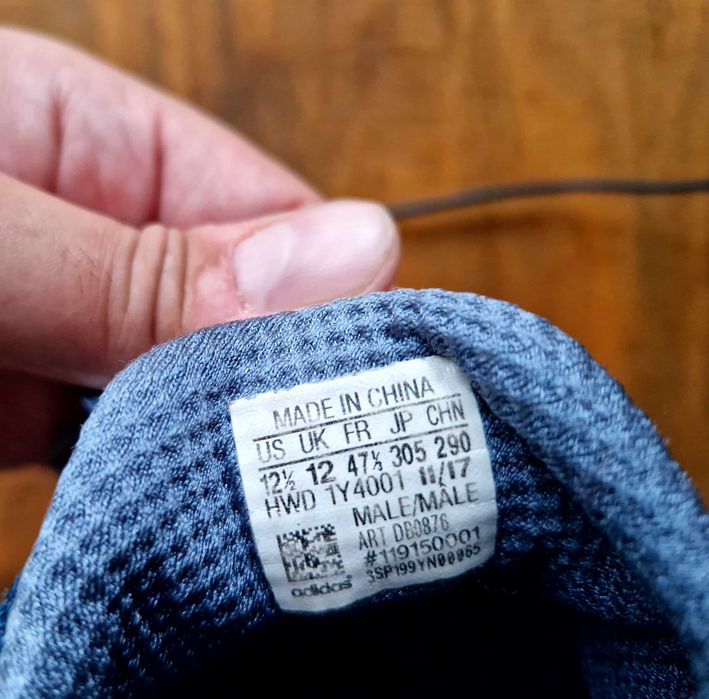 MADE IN CHINA
US UK FR JP CHN
12½ 12 47⅓ 305 290
HWD 1Y4001 11/17
MALE/MÂLE
ART DB0876
#119150001
3SP199YN00065
adidas